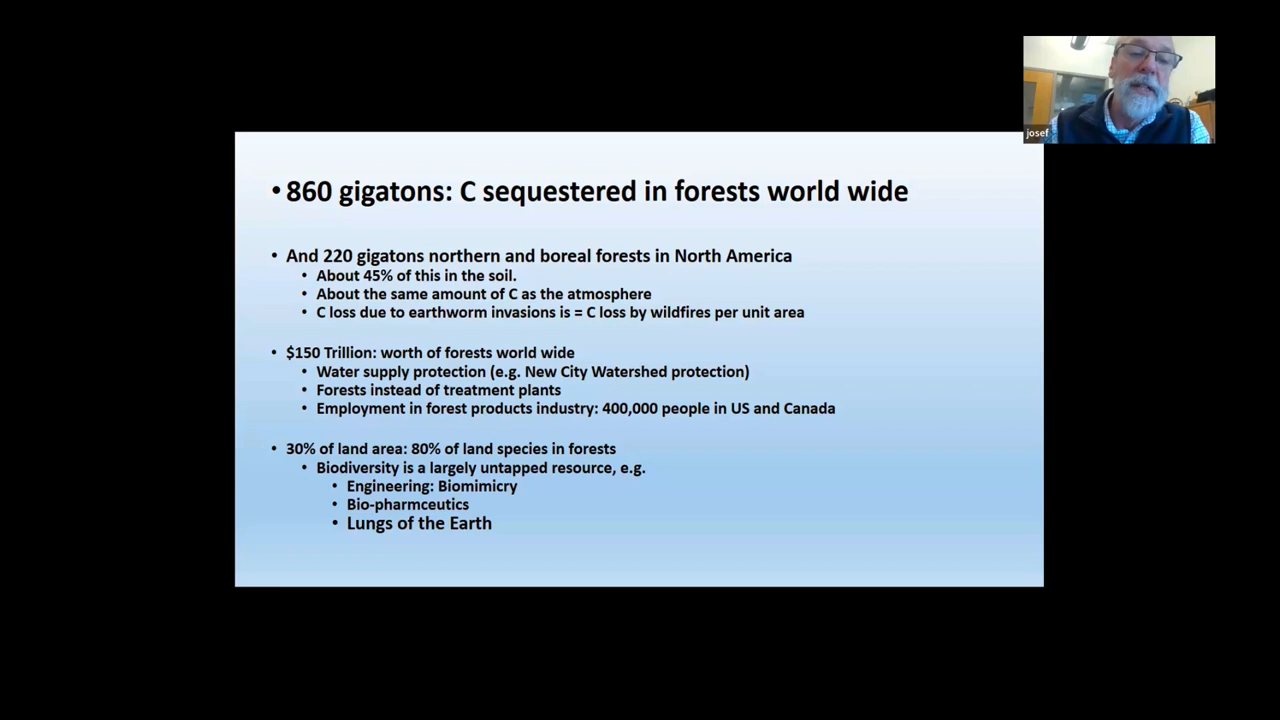 josef
• 860 gigatons: C sequestered in forests world wide
• And 220 gigatons northern and boreal forests in North America
• About 45% of this in the soil.
• About the same amount of C as the atmosphere
• C loss due to earthworm invasions is = C loss by wildfires per unit area
• $150 Trillion: worth of forests world wide
• Water supply protection (e.g. New City Watershed protection)
• Forests instead of treatment plants
• Employment in forest products industry: 400,000 people in US and Canada
• 30% of land area: 80% of land species in forests
• Biodiversity is a largely untapped resource, e.g.
• Engineering: Biomimicry
• Bio-pharmceutics
• Lungs of the Earth